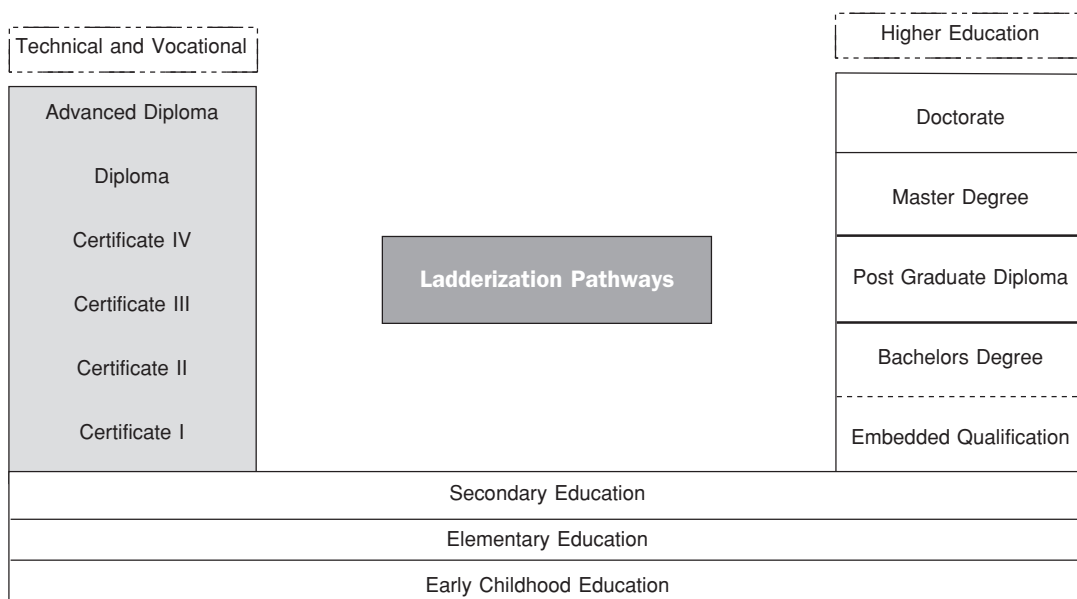 Technical and Vocational
Advanced Diploma
Diploma
Certificate IV
Certificate III
Certificate II
Certificate I
Ladderization Pathways
Higher Education
Doctorate
Master Degree
Post Graduate Diploma
Bachelors Degree
Embedded Qualification
Secondary Education
Elementary Education
Early Childhood Education